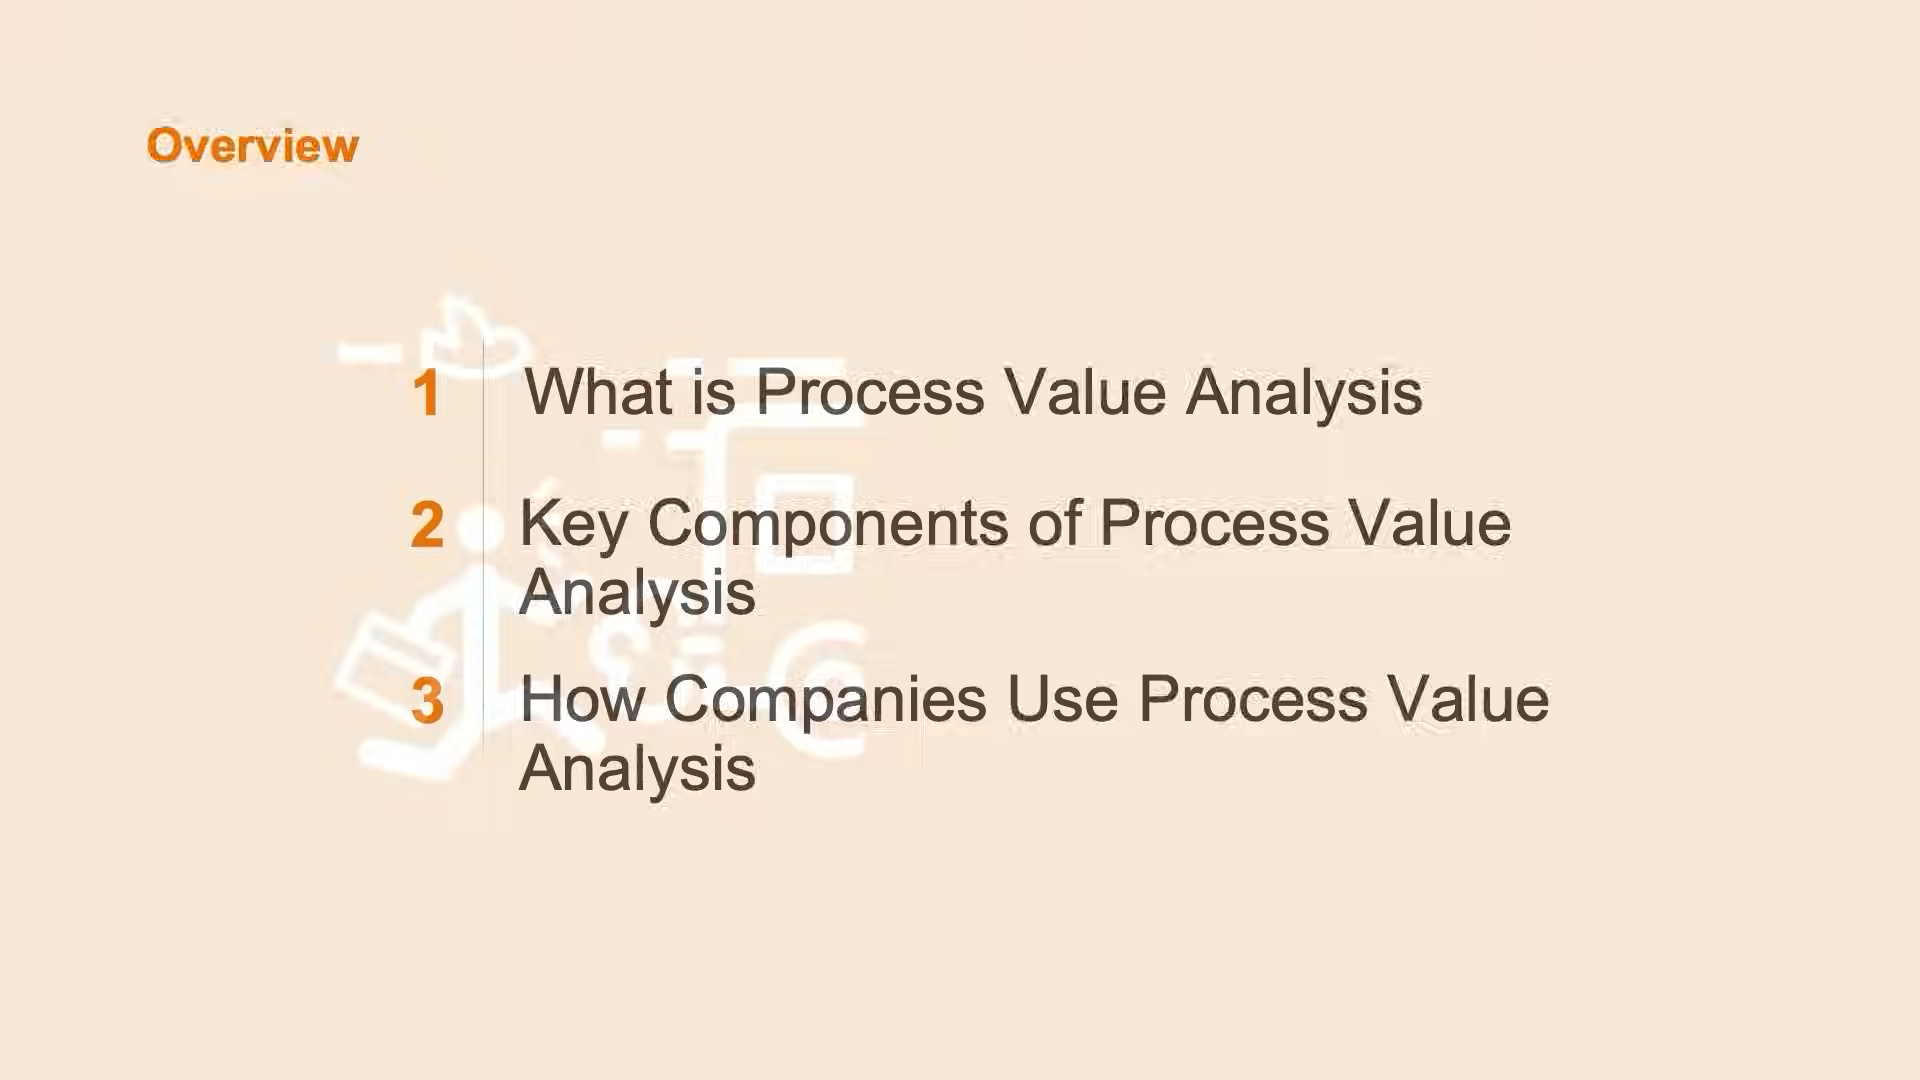 Overview
1 What is Process Value Analysis
2 Key Components of Process Value
Analysis
3 How Companies Use Process Value
Analysis